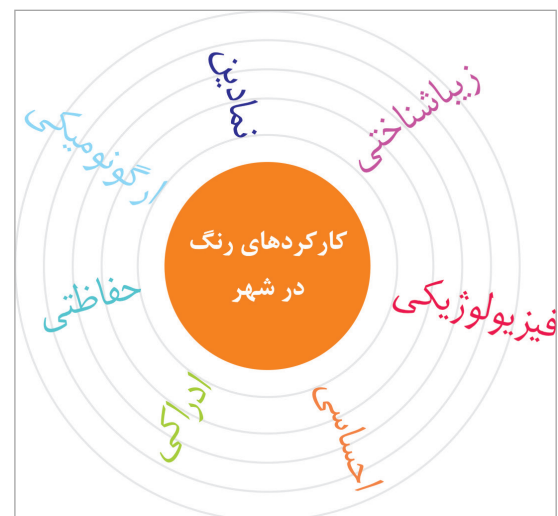 کارکردهای رنگ
در شهر
زیباشناختی
نمادین
ارگونومیکی
حفاظتی
ادراکی
احساسی
فیزیولوژیکی